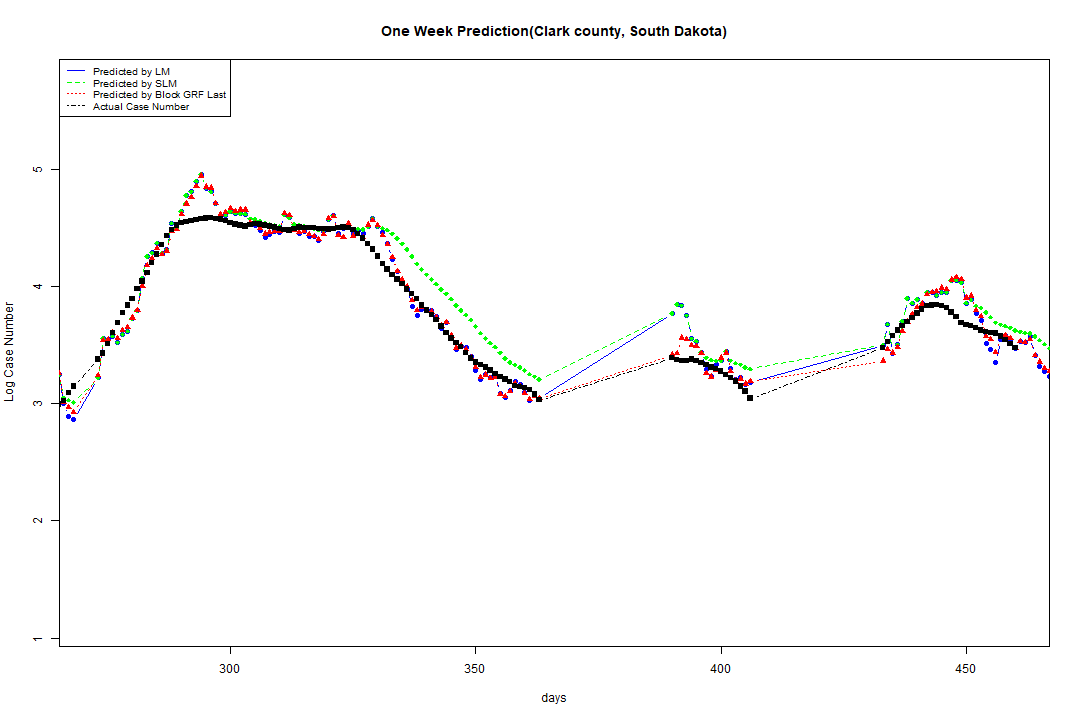 One Week Prediction(Clark county, South Dakota)
Predicted by LM
Predicted by SLM
Predicted by Block GRF Last
Actual Case Number
Log Case Number
5
4
3
2
1
300
350
400
450
days